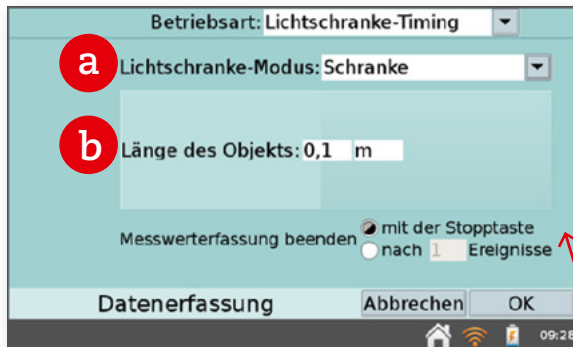 Betriebsart: Lichtschranke-Timing
a Lichtschranke-Modus: Schranke
b Länge des Objekts: 0,1 m
mit der Stopptaste
Messwerterfassung beenden
nach 1 Ereignisse
Datenerfassung Abbrechen OK
09:28